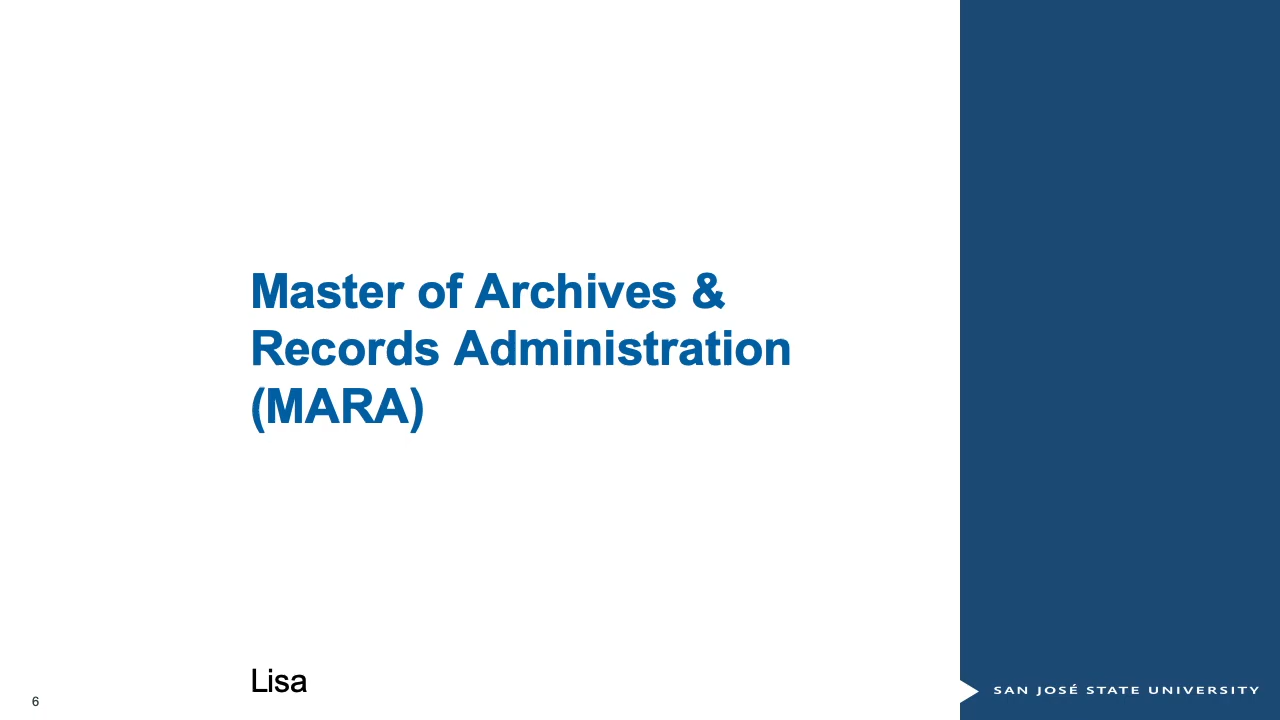 Master of Archives &
Records Administration
(MARA)
Lisa
6
SAN JOSÉ STATE UNIVERSITY